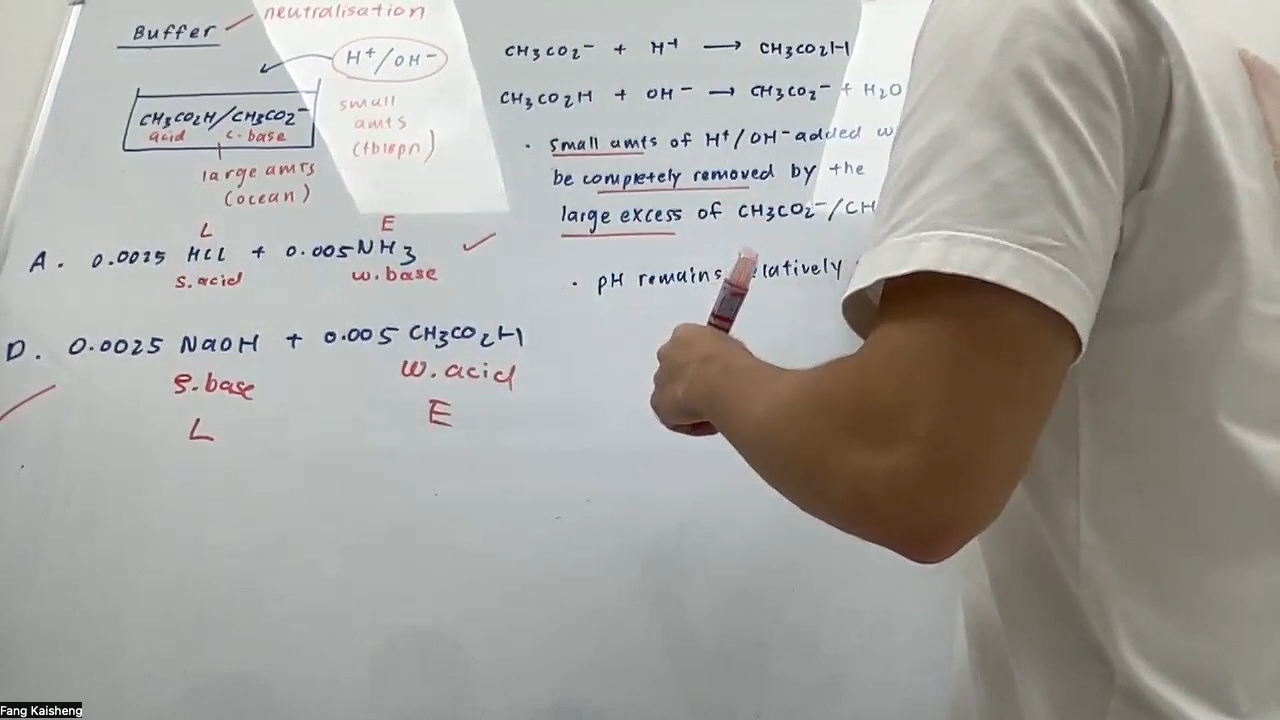 Buffer
neutralisation
H⁺/OH⁻
CH3CO2H/CH3CO2⁻
acid c.base
large amts
(ocean)
small
amts
(tbspn)
L E
A. 0.0025 HCl + 0.005 NH3
s.acid w.base
D. 0.0025 NaOH + 0.005 CH3CO2H
s.base w.acid
L E
CH3CO2⁻ + H⁺ → CH3CO2H
CH3CO2H + OH⁻ → CH3CO2⁻ + H2O
· small amts of H⁺/OH⁻ added w
be completely removed by the
large excess of CH3CO2⁻/CH
· pH remains elatively
Fang Kaisheng